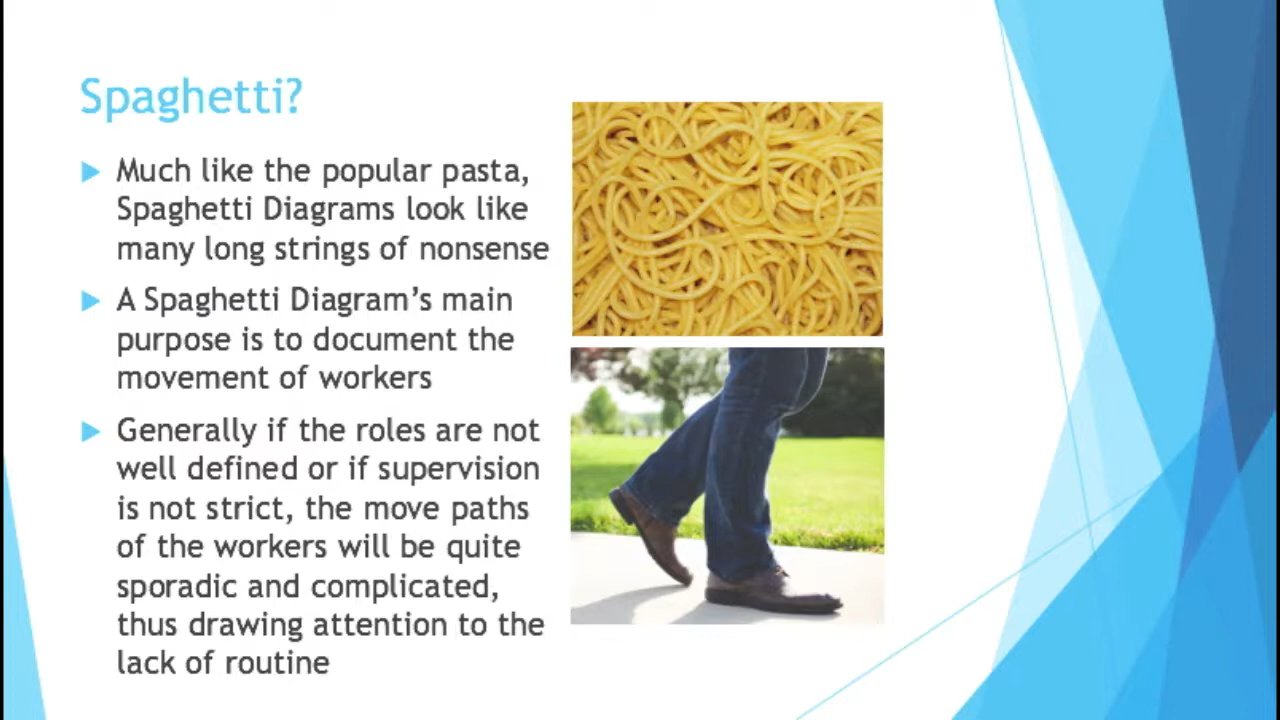 Spaghetti?
Much like the popular pasta,
Spaghetti Diagrams look like
many long strings of nonsense
A Spaghetti Diagram’s main
purpose is to document the
movement of workers
Generally if the roles are not
well defined or if supervision
is not strict, the move paths
of the workers will be quite
sporadic and complicated,
thus drawing attention to the
lack of routine